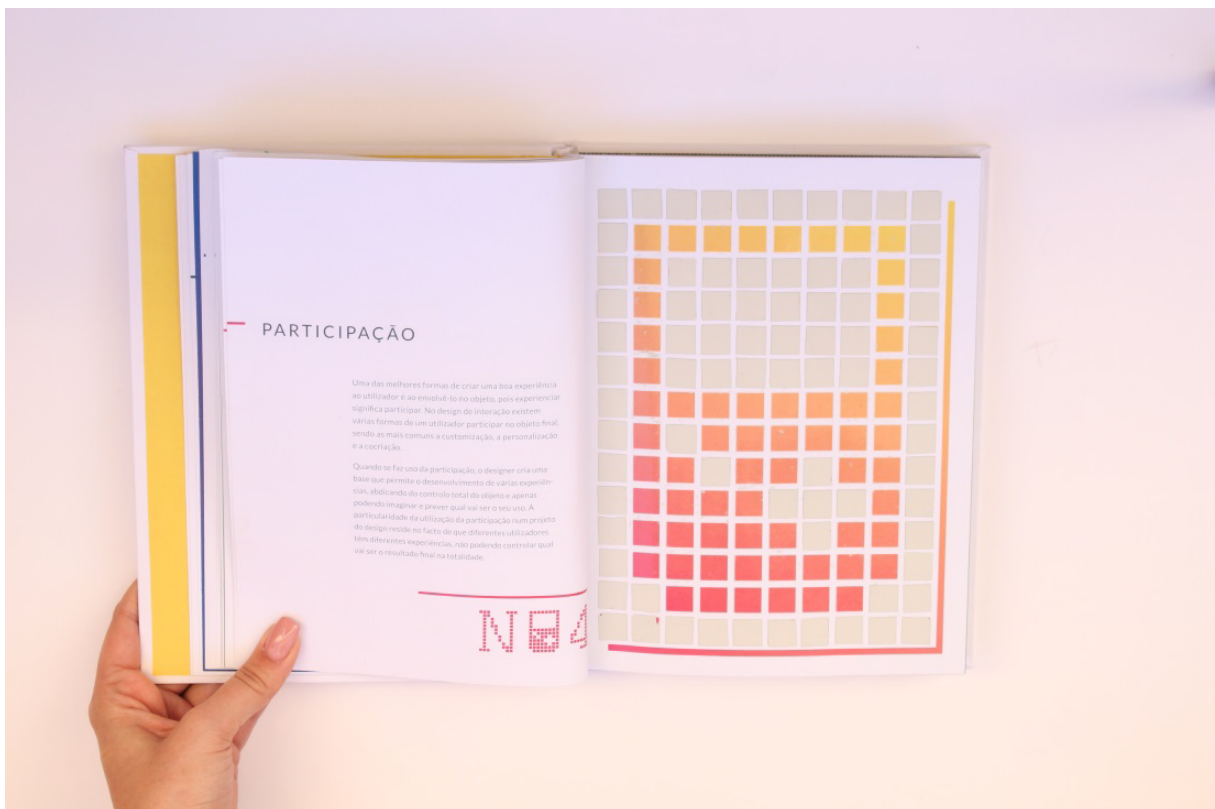 PARTICIPAÇÃO
Uma das melhores formas de criar uma boa experiência
ao utilizador é ao envolvê-lo no objeto, pois experienciar
significa participar. No design de interação existem
várias formas de um utilizador participar no objeto final,
sendo as mais comuns a customização, a personalização
e a cocriação.
Quando se faz uso da participação, o designer cria uma
base que permite o desenvolvimento de várias experiên-
cias, abdicando do controlo total do objeto e apenas
podendo imaginar e prever qual vai ser o seu uso. A
particularidade da utilização da participação num projeto
do design reside no facto de que diferentes utilizadores
têm diferentes experiências, não podendo controlar qual
vai ser o resultado final na totalidade.
N